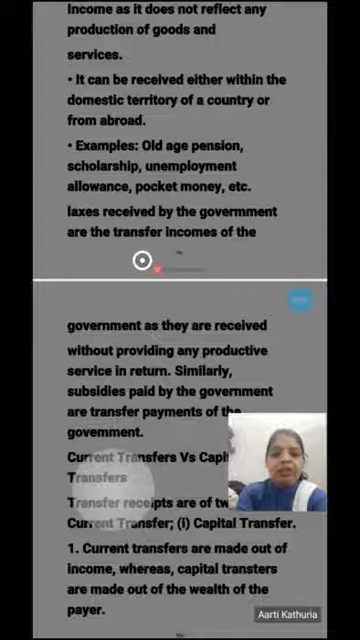 Income as it does not reflect any
production of goods and
services.
• It can be received either within the
domestic territory of a country or
from abroad.
• Examples: Old age pension,
scholarship, unemployment
allowance, pocket money, etc.
laxes received by the govermment
are the transfer incomes of the
government as they are received
without providing any productive
service in return. Similarly,
subsidies paid by the government
are transfer payments of the
govemment.
Current Transfers Vs Capi
Transfers
Transfer receipts are of tw
Current Transfer; (i) Capital Transfer.
1. Current transfers are made out of
income, whereas, capital transters
are made out of the wealth of the
payer.
Aarti Kathuria